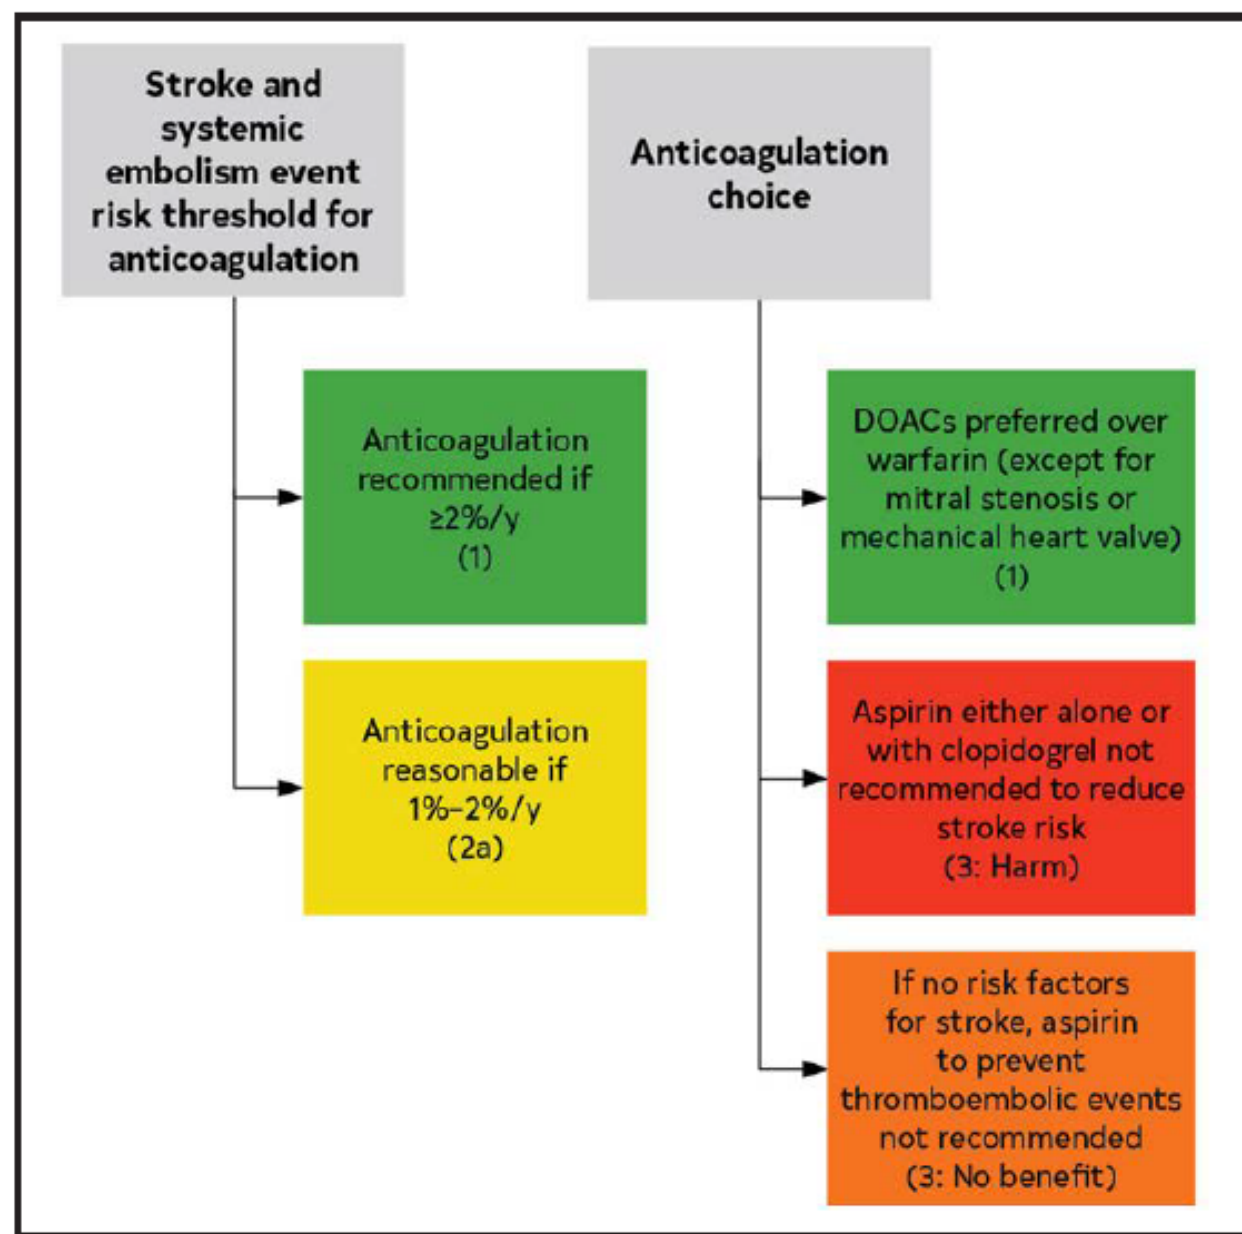 Stroke and
systemic
embolism event
risk threshold for
anticoagulation
Anticoagulation
recommended if
≥2%/y
(1)
Anticoagulation
reasonable if
1%–2%/y
(2a)
Anticoagulation
choice
DOACs preferred over
warfarin (except for
mitral stenosis or
mechanical heart valve)
(1)
Aspirin either alone or
with clopidogrel not
recommended to reduce
stroke risk
(3: Harm)
If no risk factors
for stroke, aspirin
to prevent
thromboembolic events
not recommended
(3: No benefit)